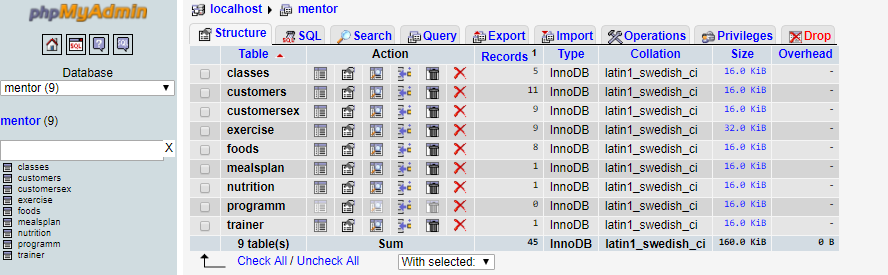 phpMyAdmin
SQL
Database
mentor (9)
mentor (9)
X
classes
customers
customersex
exercise
foods
mealsplan
nutrition
programm
trainer
localhost mentor
Structure SQL Search Query Export Import Operations Privileges Drop
Table Action Records 1 Type Collation Size Overhead
classes 5 InnoDB latin1_swedish_ci 16.0 KiB -
customers 11 InnoDB latin1_swedish_ci 16.0 KiB -
customersex 9 InnoDB latin1_swedish_ci 16.0 KiB -
exercise 9 InnoDB latin1_swedish_ci 32.0 KiB -
foods 8 InnoDB latin1_swedish_ci 16.0 KiB -
mealsplan 1 InnoDB latin1_swedish_ci 16.0 KiB -
nutrition 1 InnoDB latin1_swedish_ci 16.0 KiB -
programm 0 InnoDB latin1_swedish_ci 16.0 KiB -
trainer 1 InnoDB latin1_swedish_ci 16.0 KiB -
9 table(s) Sum 45 InnoDB latin1_swedish_ci 160.0 KiB 0 B
Check All / Uncheck All With selected: